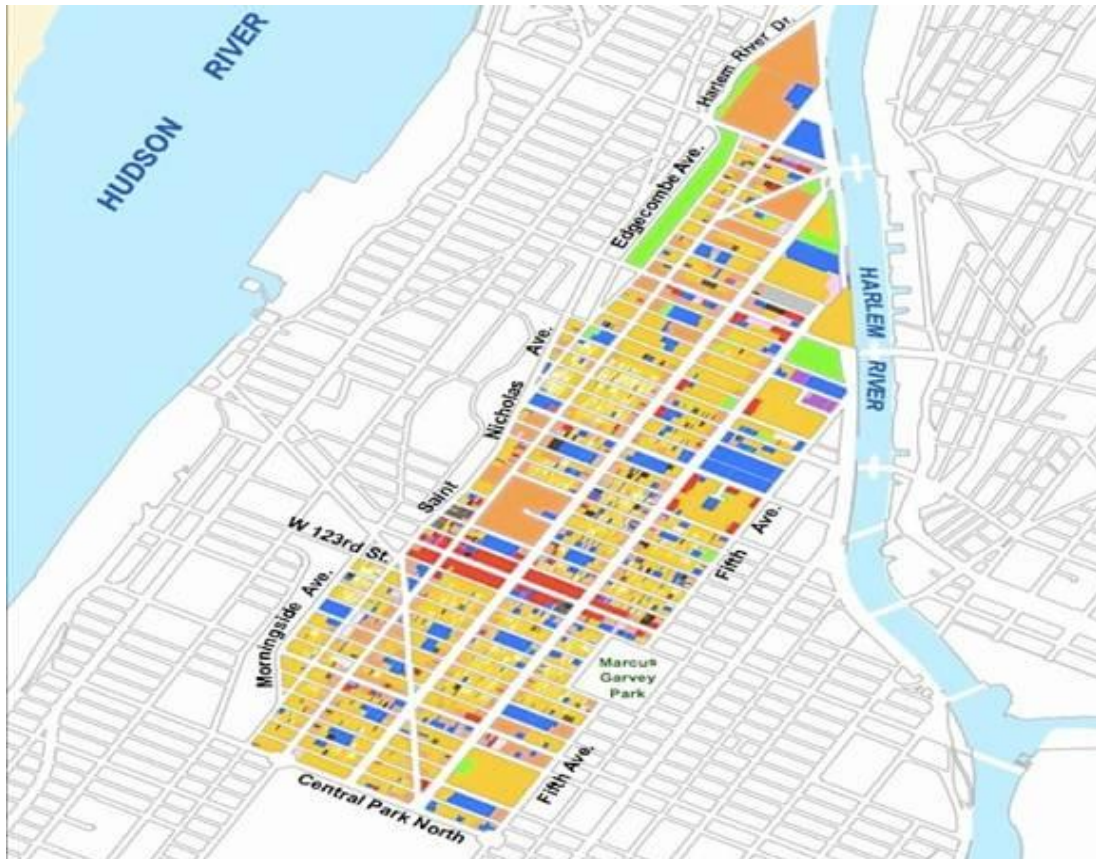 HUDSON RIVER
Harlem River Dr.
Edgecombe Ave.
HARLEM RIVER
Saint Nicholas Ave.
W 123rd St.
Morningside Ave.
Fifth Ave.
Marcus
Garvey
Park
Fifth Ave.
Central Park North